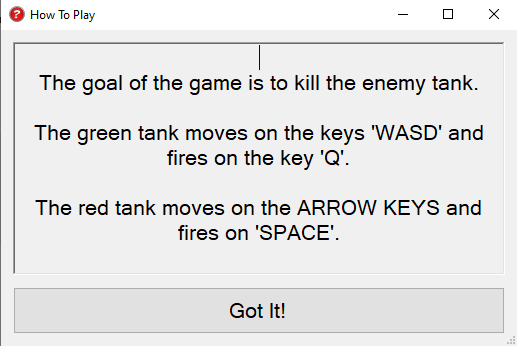 How To Play
The goal of the game is to kill the enemy tank.
The green tank moves on the keys 'WASD' and
fires on the key 'Q'.
The red tank moves on the ARROW KEYS and
fires on 'SPACE'.
Got It!